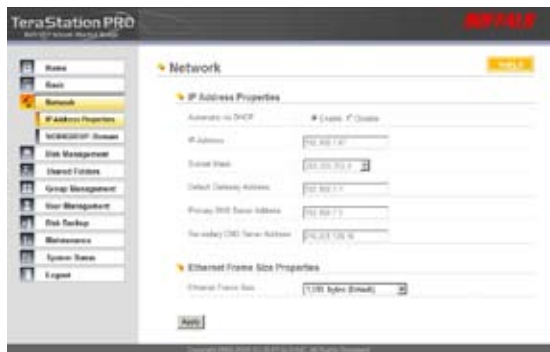 TeraStation PRO
BUFFALO
Home
Basic
Network
IP Address Properties
WORKGROUP/Domain
Disk Management
Shared Folders
Group Management
User Management
Disk Backup
Maintenance
System Status
Logout
Network
HELP
IP Address Properties
Automatic via DHCP
Enable
Disable
IP Address
Subnet Mask
Default Gateway Address
Primary DNS Server Address
Secondary DNS Server Address
Ethernet Frame Size Properties
Ethernet Frame Size
bytes (Default)
Apply